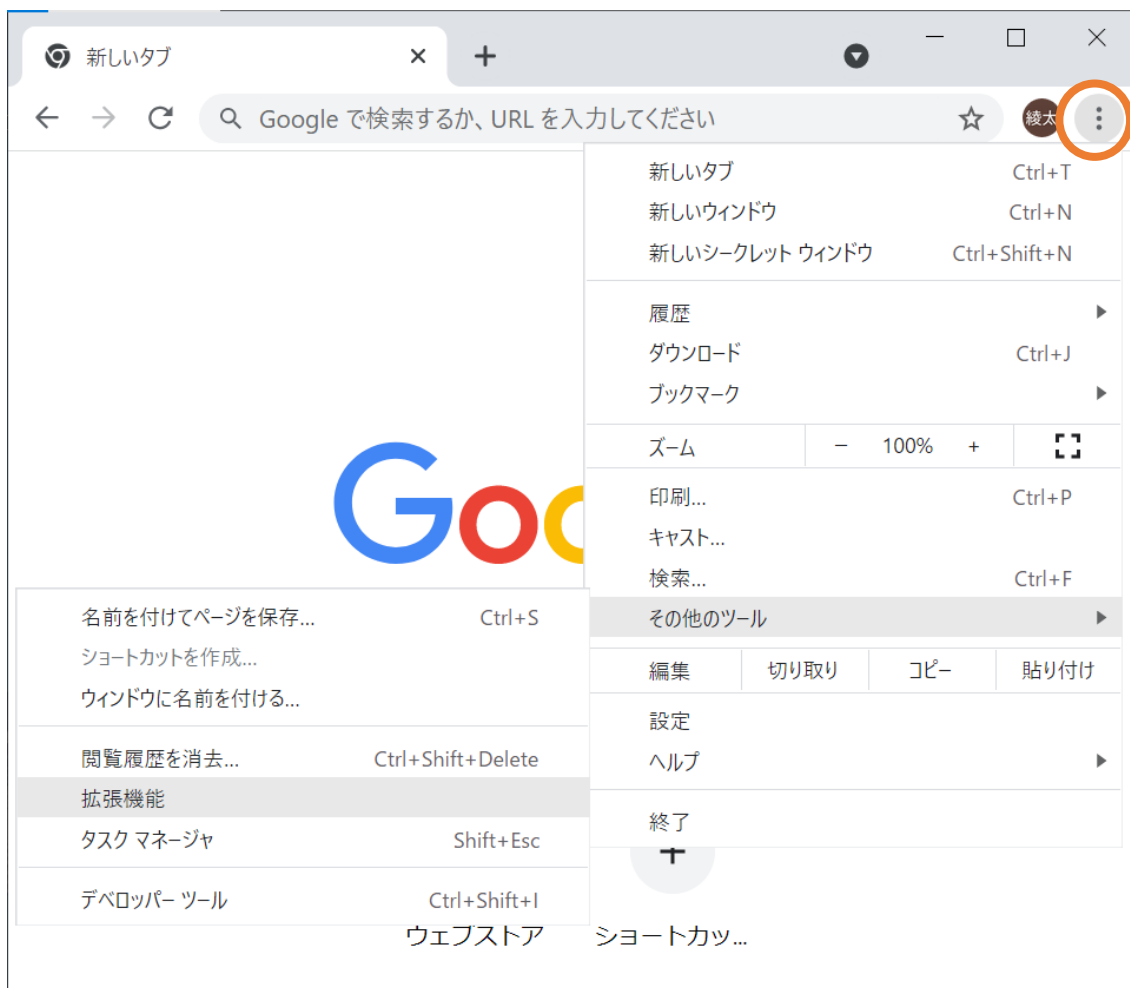 新しいタブ
Google で検索するか、URL を入力してください
綾太
新しいタブ Ctrl+T
新しいウィンドウ Ctrl+N
新しいシークレット ウィンドウ Ctrl+Shift+N
履歴
ダウンロード Ctrl+J
ブックマーク
ズーム − 100% +
印刷... Ctrl+P
キャスト...
検索... Ctrl+F
その他のツール
編集 切り取り コピー 貼り付け
設定
ヘルプ
終了
Goo
名前を付けてページを保存... Ctrl+S
ショートカットを作成...
ウィンドウに名前を付ける...
閲覧履歴を消去... Ctrl+Shift+Delete
拡張機能
タスク マネージャ Shift+Esc
デベロッパー ツール Ctrl+Shift+I
ウェブストア ショートカッ...